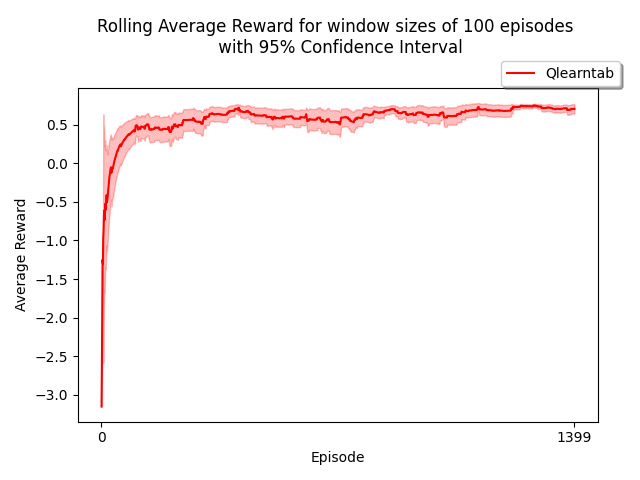 Rolling Average Reward for window sizes of 100 episodes
with 95% Confidence Interval
Qlearntab
0.5
0.0
−0.5
−1.0
−1.5
−2.0
−2.5
−3.0
Average Reward
0
1399
Episode